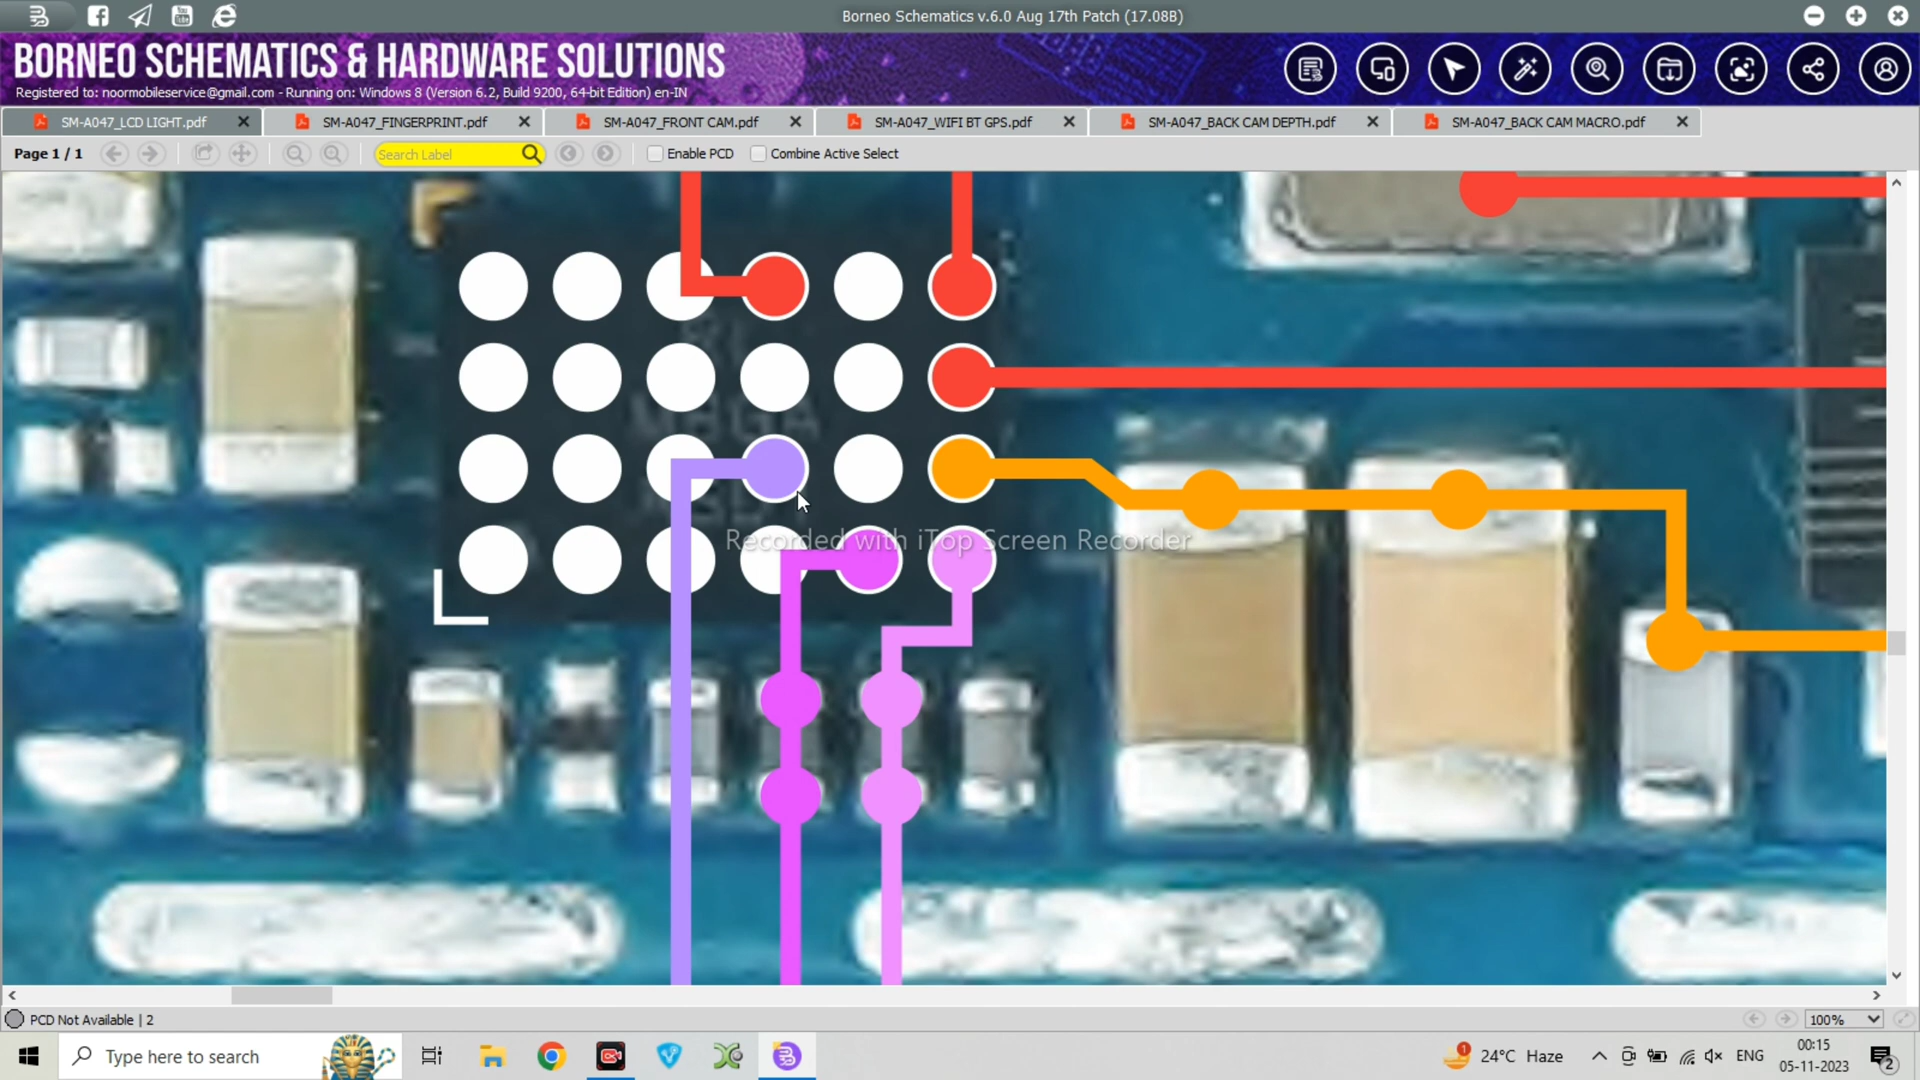 Borneo Schematics v.6.0 Aug 17th Patch (17.08B)
BORNEO SCHEMATICS & HARDWARE SOLUTIONS
Registered to: noormobileservice@gmail.com - Running on: Windows 8 (Version 6.2, Build 9200, 64-bit Edition) en-IN
SM-A047_LCD LIGHT.pdf SM-A047_FINGERPRINT.pdf SM-A047_FRONT CAM.pdf SM-A047_WIFI BT GPS.pdf SM-A047_BACK CAM DEPTH.pdf SM-A047_BACK CAM MACRO.pdf
Page 1 / 1 Search Label Enable PCD Combine Active Select
Recorded with iTop Screen Recorder
PCD Not Available | 2 100%
Type here to search 1 24°C Haze ENG 00:15 2
05-11-2023